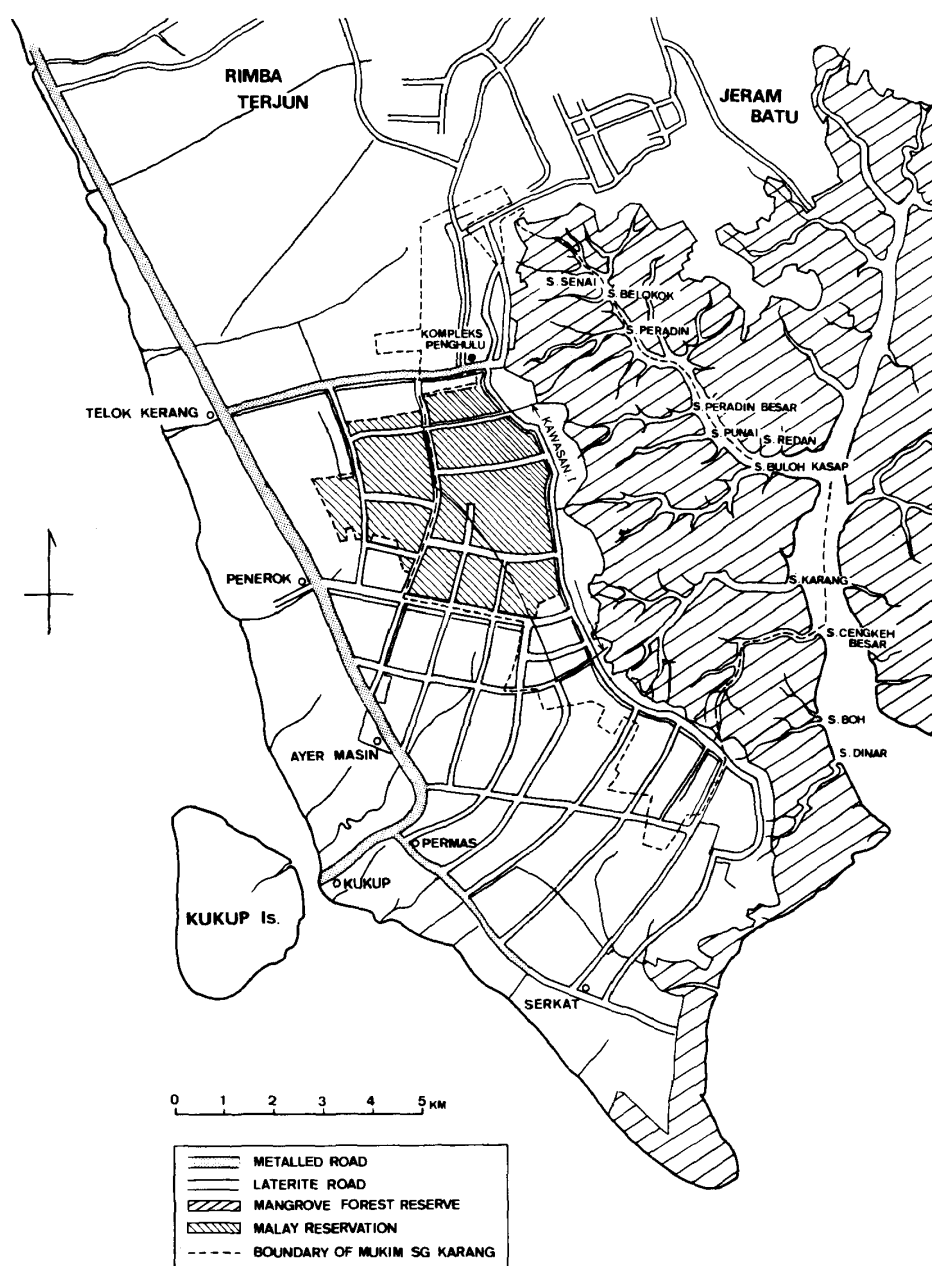 RIMBA
TERJUN
JERAM
BATU
S. SENAI
S. BELOKOK
S. PERADIN
KOMPLEKS
PENGHULU
TELOK KERANG
S. PERADIN BESAR
KAWASAN I
S. PUNAI
S. REDAN
S. BULOH KASAP
PENEROK
S. KARANG
S. CENGKEH
BESAR
S. BOH
AYER MASIN
S. DINAR
PERMAS
KUKUP
KUKUP Is.
SERKAT
0 1 2 3 4 5 KM
METALLED ROAD
LATERITE ROAD
MANGROVE FOREST RESERVE
MALAY RESERVATION
BOUNDARY OF MUKIM SG KARANG